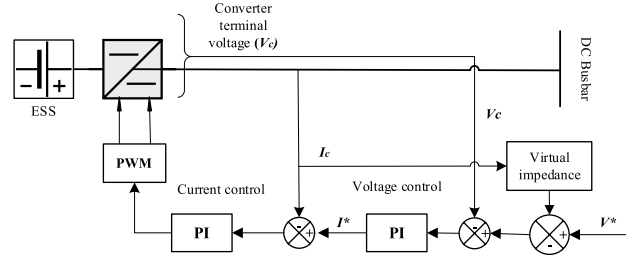 Converter
terminal
voltage (Vc)
- +
ESS
DC Busbar
Vc
PWM
Ic
Virtual
impedance
Current control
Voltage control
PI
- +
I*
PI
- +
+ -
V*